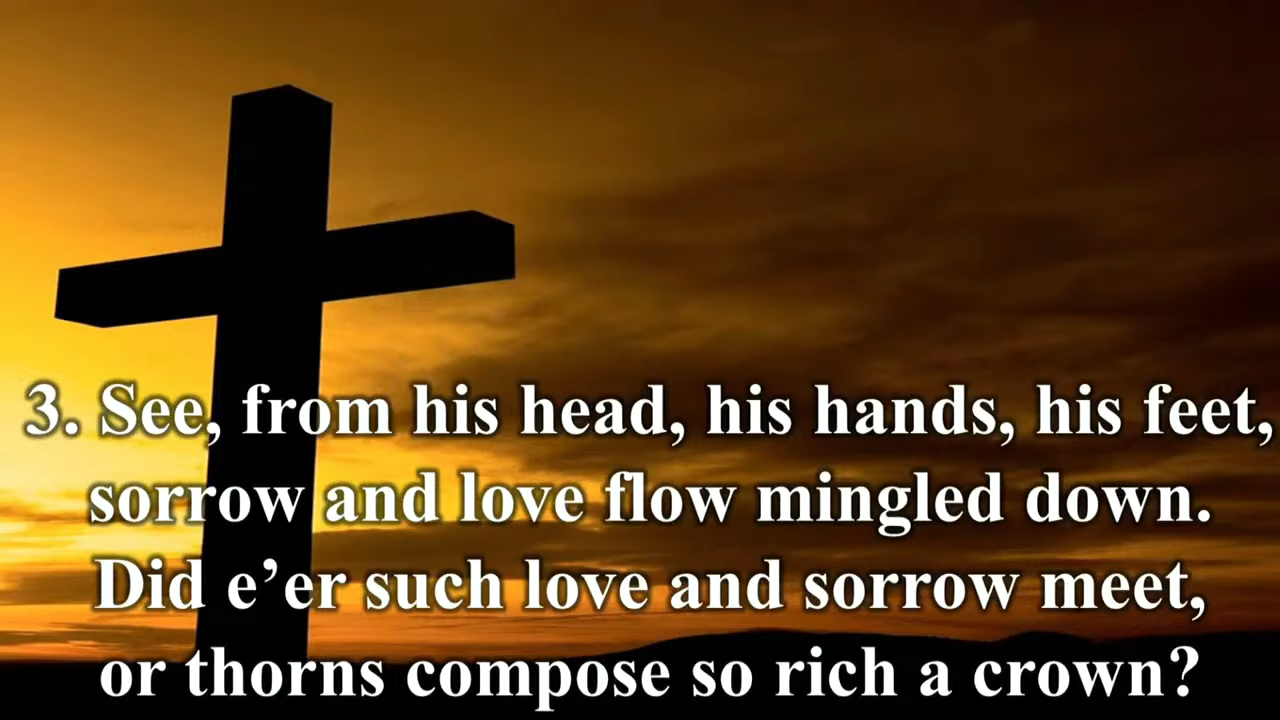 3. See, from his head, his hands, his feet,
sorrow and love flow mingled down.
Did e’er such love and sorrow meet,
or thorns compose so rich a crown?